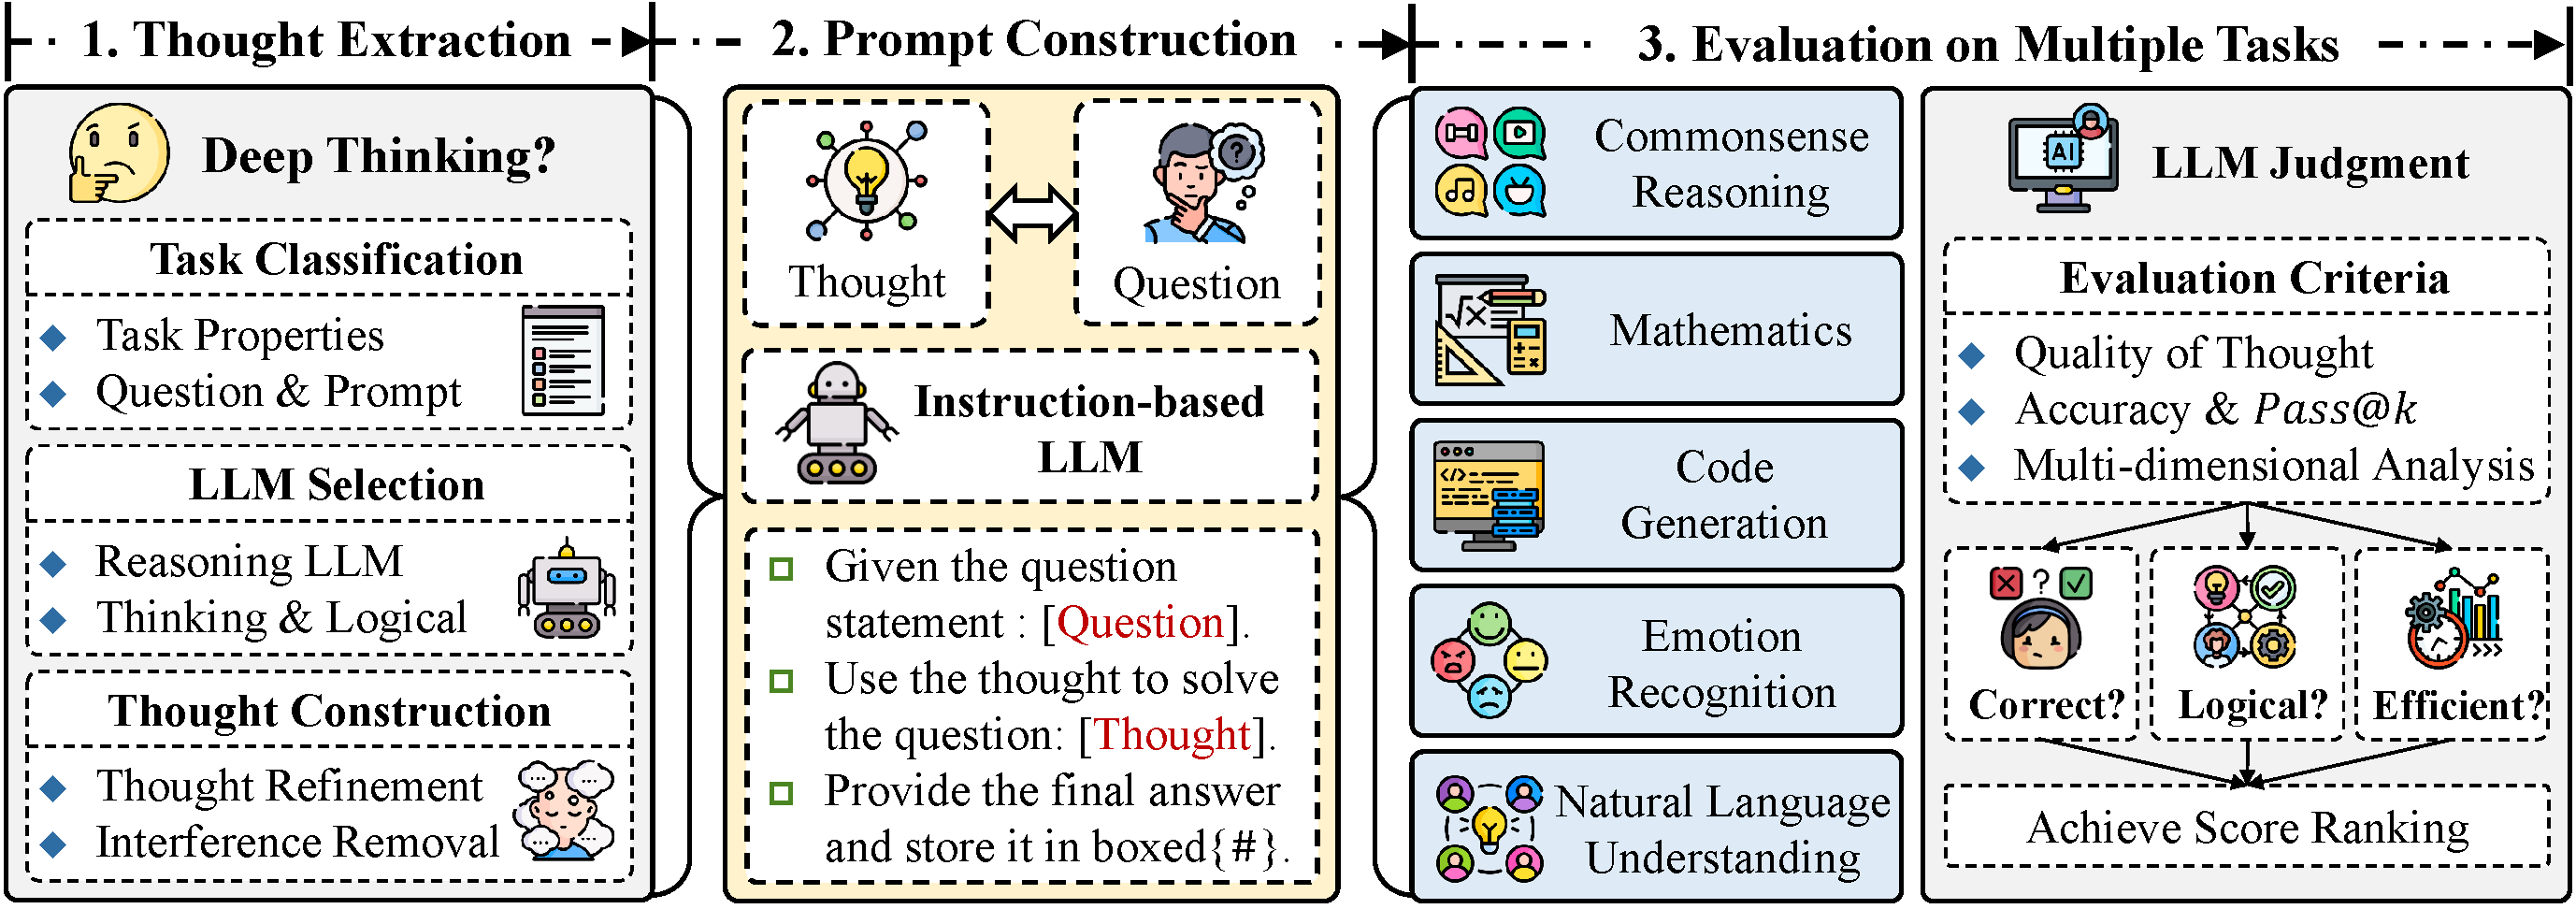 1. Thought Extraction
2. Prompt Construction
3. Evaluation on Multiple Tasks
Deep Thinking?
Task Classification
Task Properties
Question & Prompt
LLM Selection
Reasoning LLM
Thinking & Logical
Thought Construction
Thought Refinement
Interference Removal
Thought
Question
Instruction-based
LLM
Given the question
statement : [Question].
Use the thought to solve
the question: [Thought].
Provide the final answer
and store it in boxed{#}.
Commonsense
Reasoning
Mathematics
Code
Generation
Emotion
Recognition
Natural Language
Understanding
AI
LLM Judgment
Evaluation Criteria
Quality of Thought
Accuracy & Pass@k
Multi-dimensional Analysis
Correct?
Logical?
Efficient?
Achieve Score Ranking